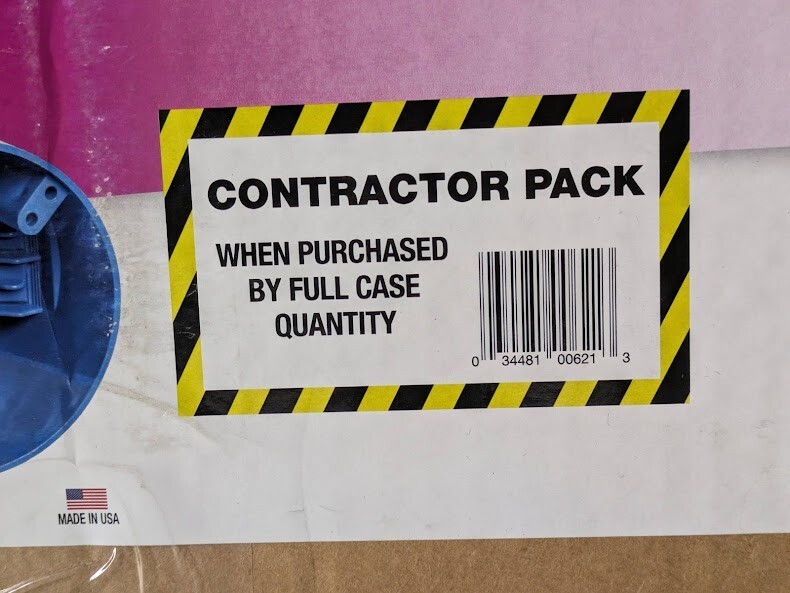 CONTRACTOR PACK
WHEN PURCHASED
BY FULL CASE
QUANTITY
0 34481 00621 3
MADE IN USA